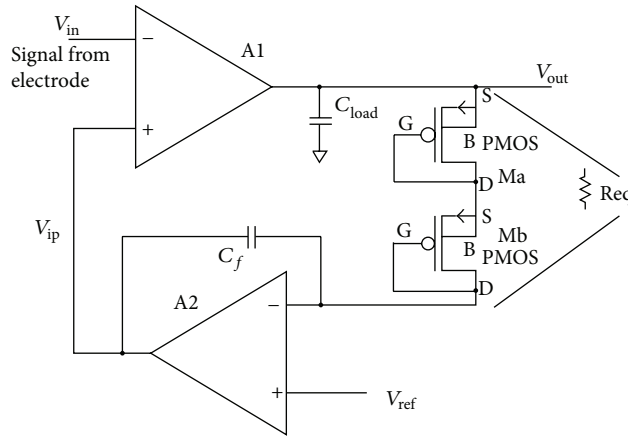 V_in
Signal from
electrode
−
+
A1
C_load
V_out
S
G
B
PMOS
D
Ma
S
G
Mb
B
PMOS
D
Req
V_ip
C_f
A2
−
+
V_ref